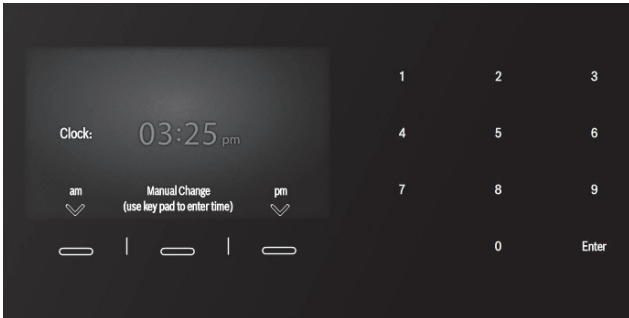 Clock: 03:25 pm
am
Manual Change
(use key pad to enter time)
pm
1 2 3
4 5 6
7 8 9
0 Enter